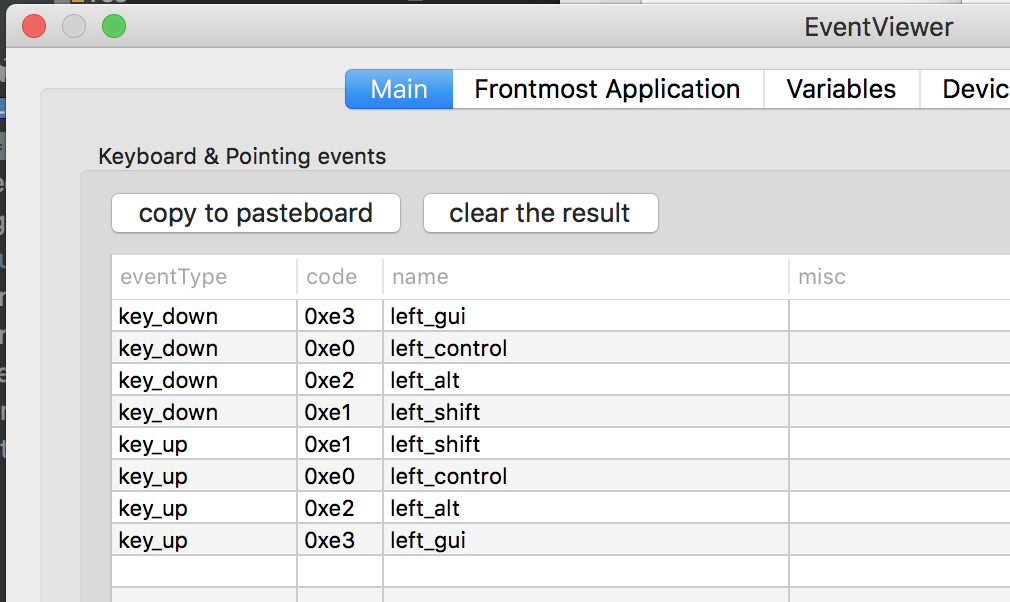 EventViewer
Main Frontmost Application Variables Devic
Keyboard & Pointing events
copy to pasteboard clear the result
eventType code name misc
key_down 0xe3 left_gui
key_down 0xe0 left_control
key_down 0xe2 left_alt
key_down 0xe1 left_shift
key_up 0xe1 left_shift
key_up 0xe0 left_control
key_up 0xe2 left_alt
key_up 0xe3 left_gui